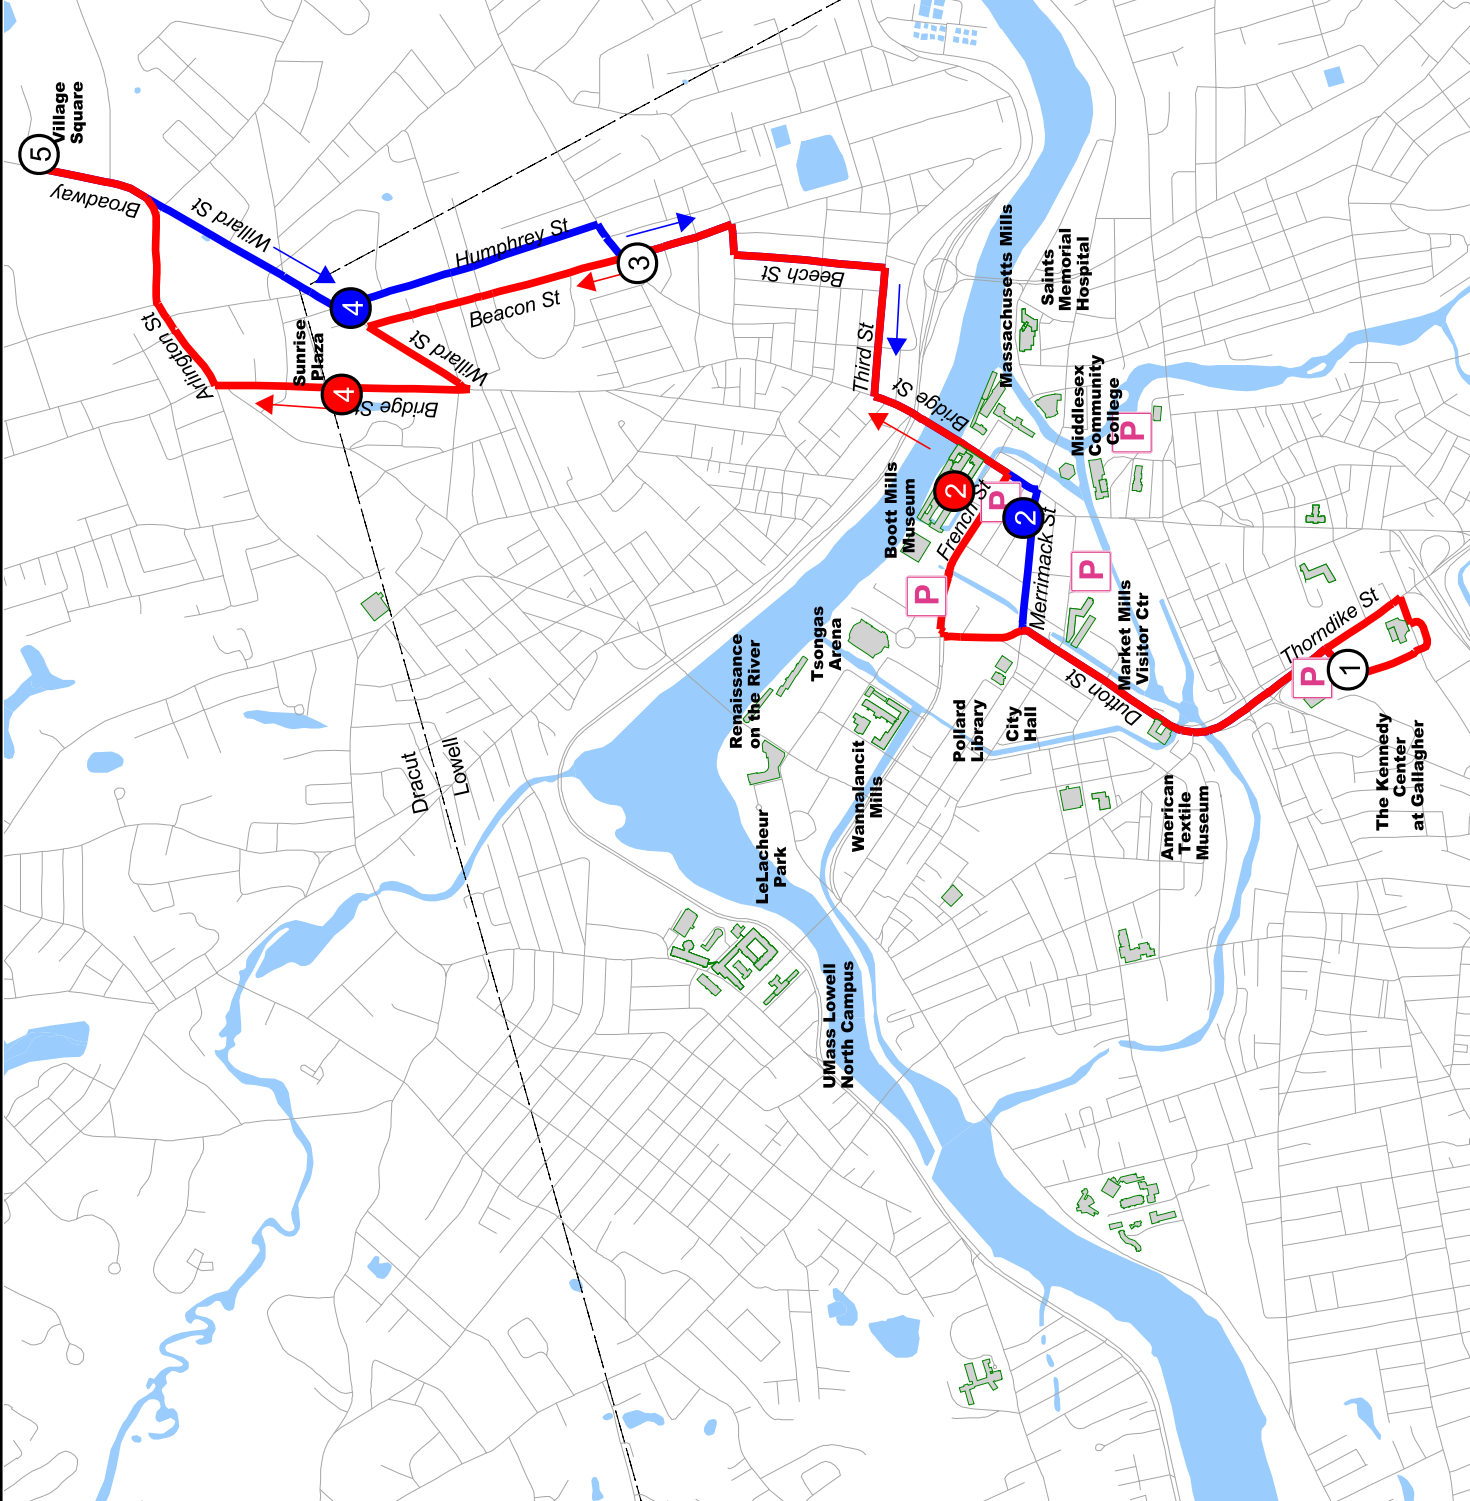 5
Village
Square
Broadway
Willard St
Humphrey St
Arlington St
Sunrise
Plaza
4
4
3
Beacon St
Willard St
Bridge St
Beech St
Third St
Bridge St
Massachusetts Mills
Saints
Memorial
Hospital
Middlesex
Community
College
P
Boott Mills
Museum
2
French St
P
2
Merrimack St
P
P
Market Mills
Visitor Ctr
Tsongas
Arena
Renaissance
on the River
Thorndike St
P
1
Dutton St
Pollard
Library
City
Hall
Wannalancit
Mills
American
Textile
Museum
The Kennedy
Center
at Gallagher
Dracut
Lowell
LeLacheur
Park
UMass Lowell
North Campus